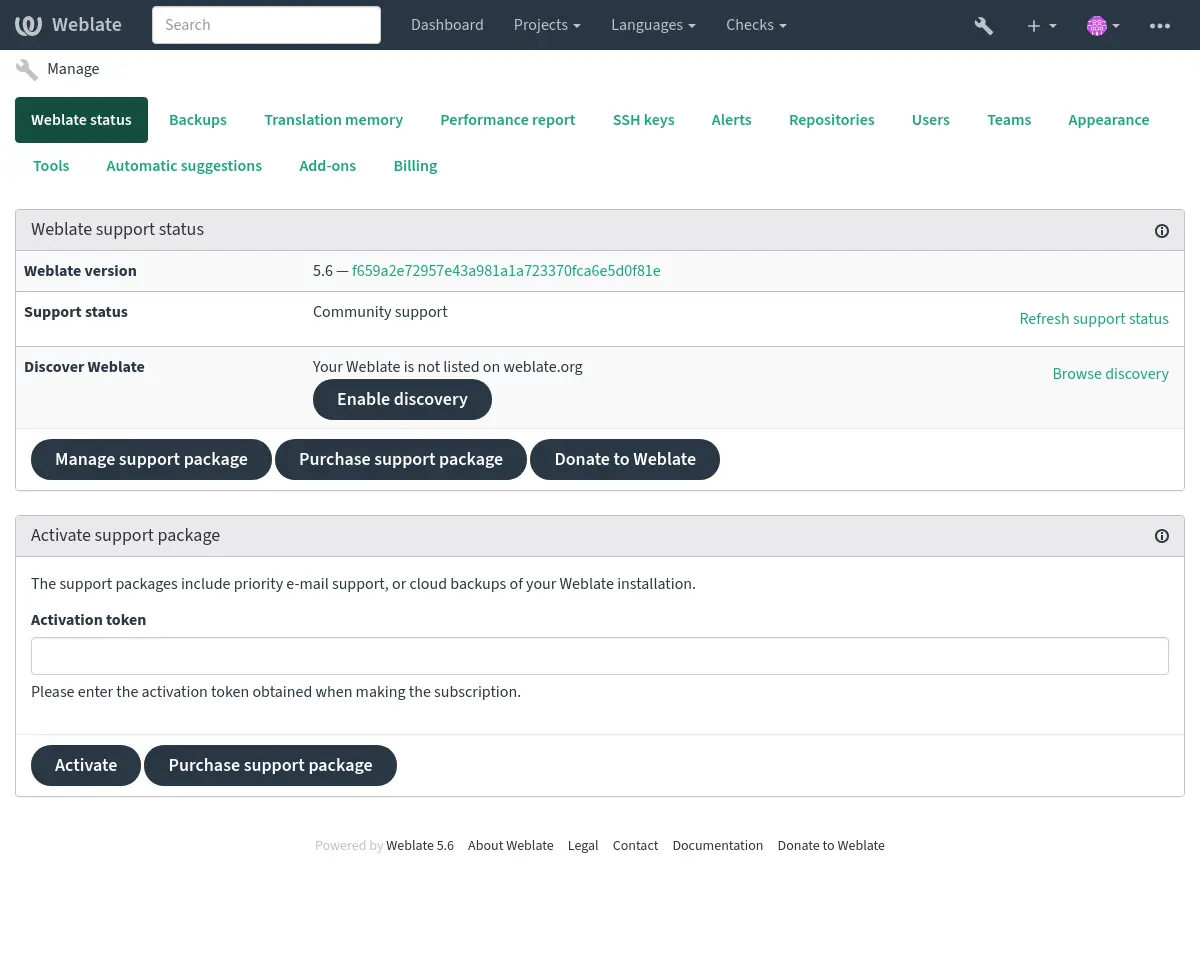 Weblate Search Dashboard Projects Languages Checks
Manage
Weblate status Backups Translation memory Performance report SSH keys Alerts Repositories Users Teams Appearance
Tools Automatic suggestions Add-ons Billing
Weblate support status
Weblate version 5.6 — f659a2e72957e43a981a1a723370fca6e5d0f81e
Support status Community support Refresh support status
Discover Weblate Your Weblate is not listed on weblate.org Browse discovery
Enable discovery
Manage support package Purchase support package Donate to Weblate
Activate support package
The support packages include priority e-mail support, or cloud backups of your Weblate installation.
Activation token
Please enter the activation token obtained when making the subscription.
Activate Purchase support package
Powered by Weblate 5.6 About Weblate Legal Contact Documentation Donate to Weblate